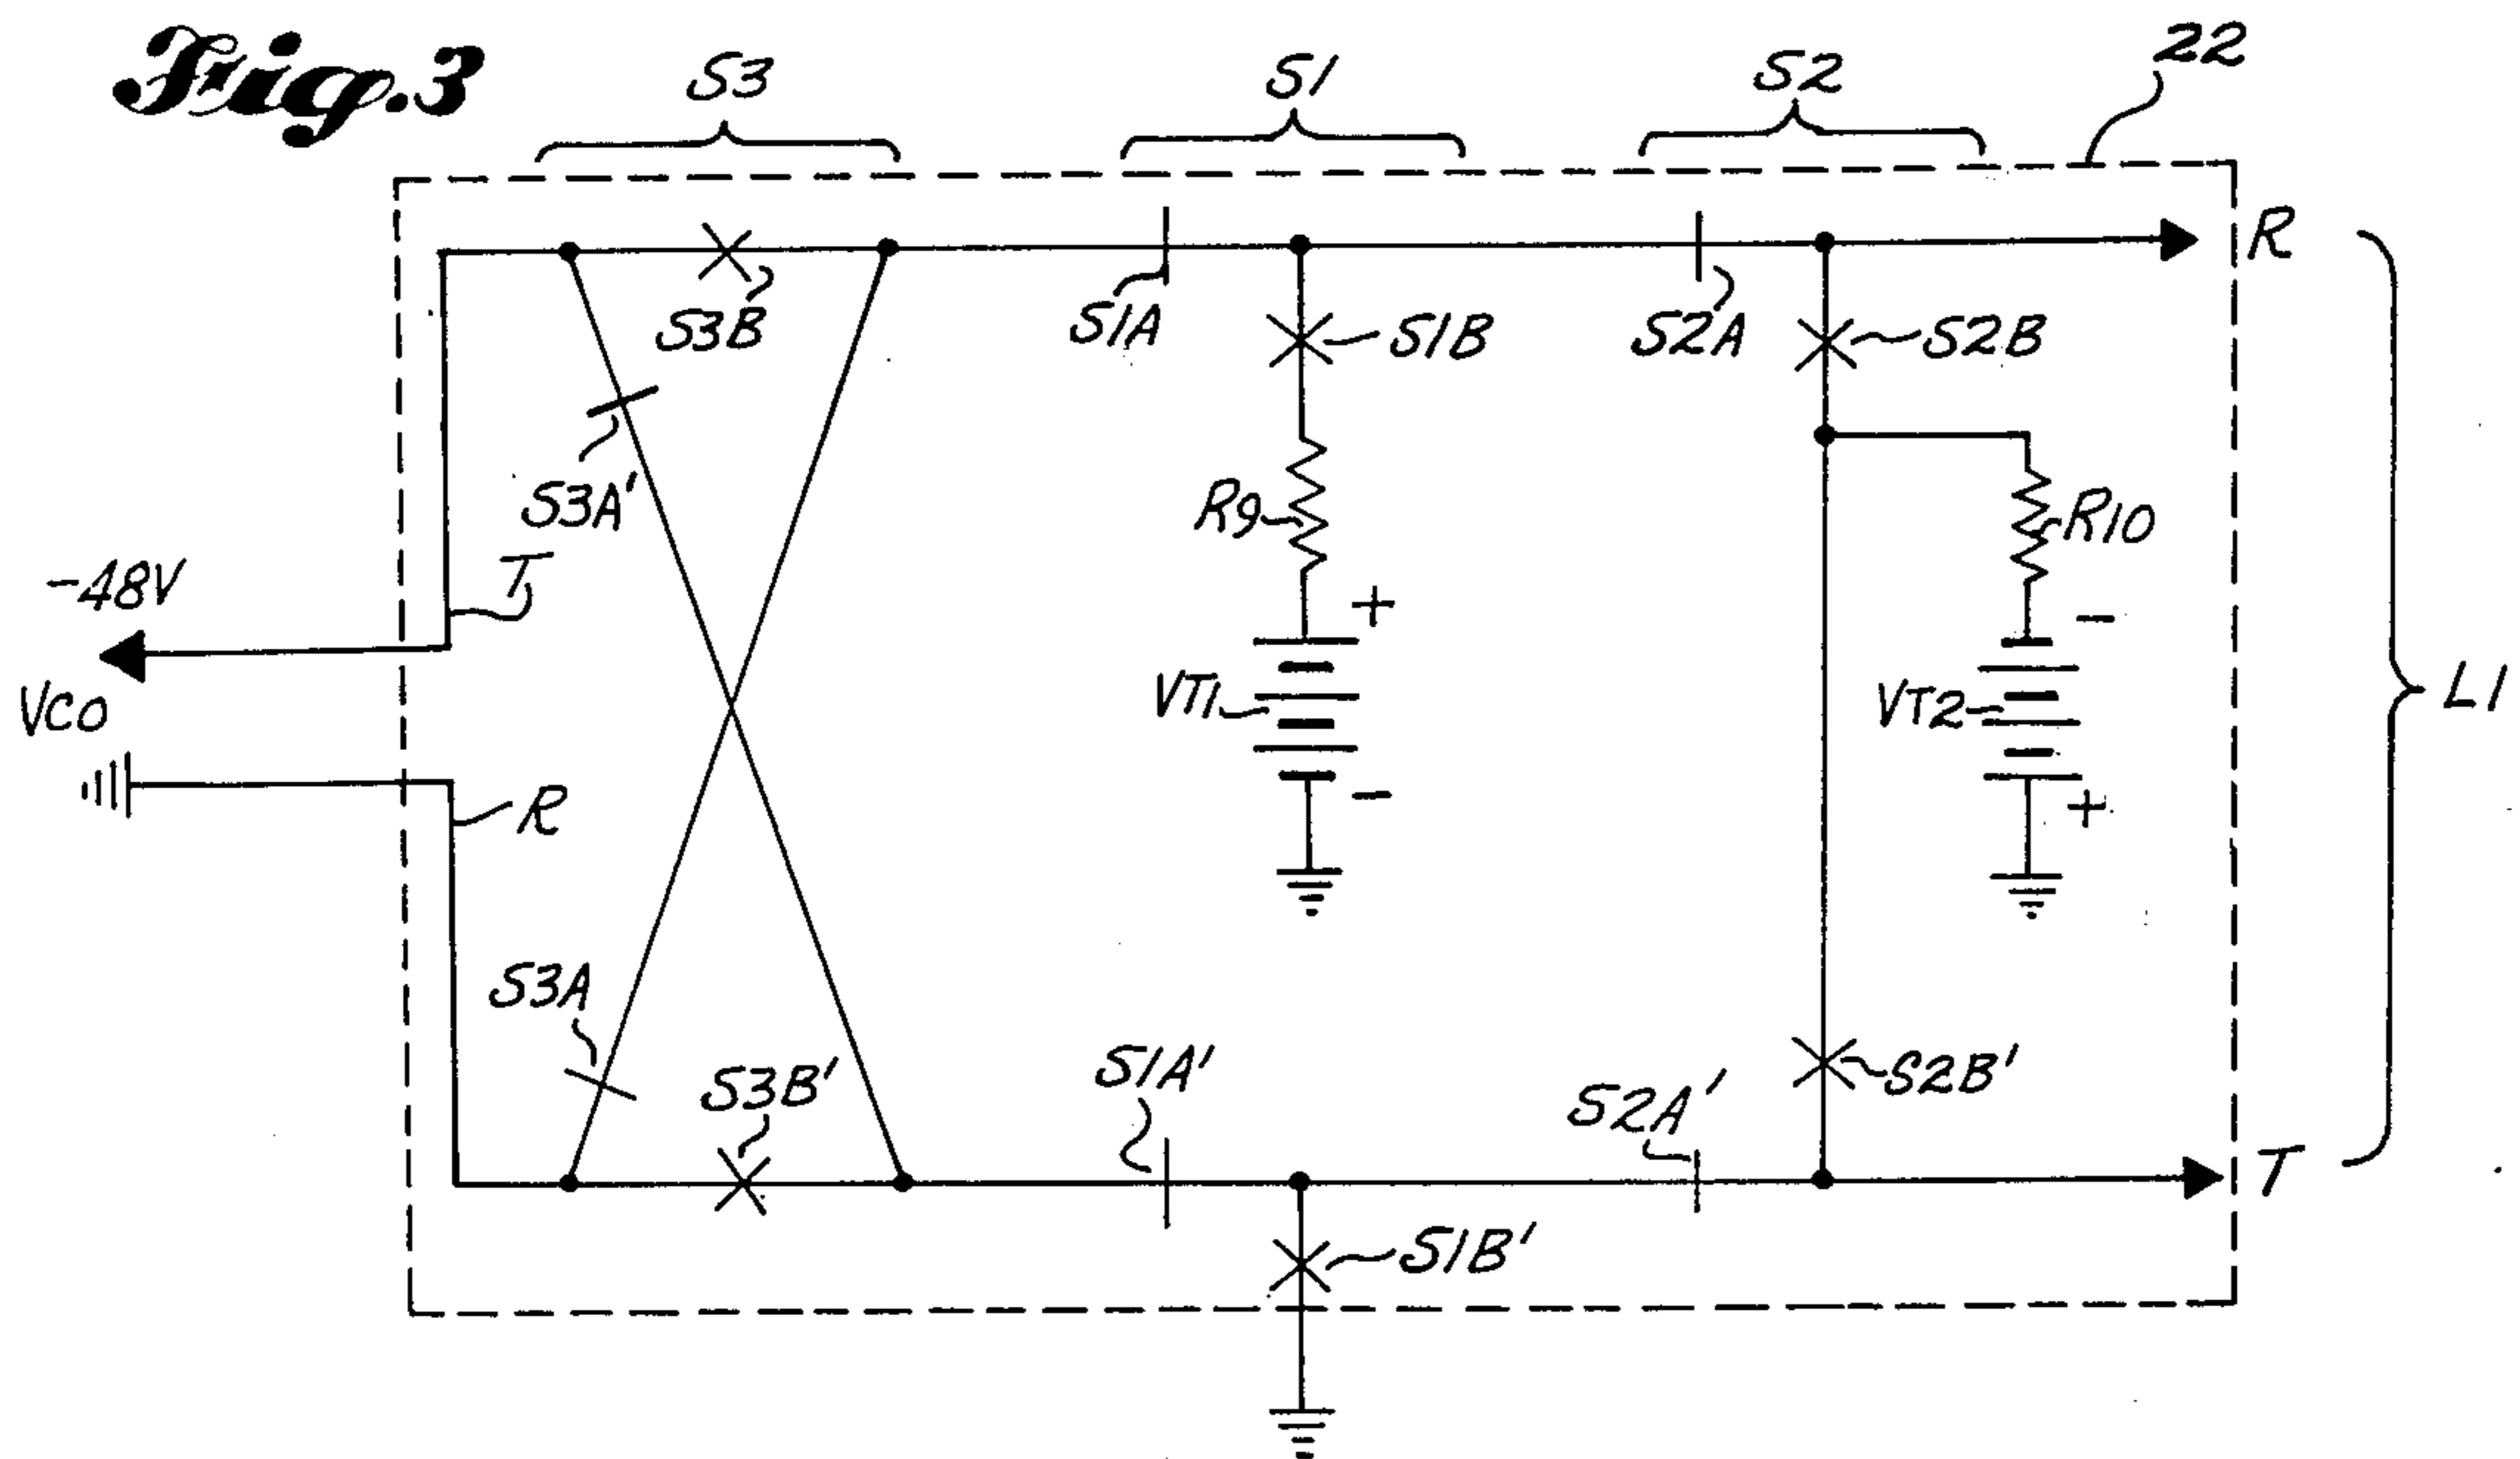 Fig.3
S3
S1
S2
22
R
S3B
S1A
S1B
S2A
S2B
S3A'
R9
R10
-48V
T
+
-
VT1
VT2
L1
VCO
R
-
+
S3A
S3B'
S1A'
S2A'
S2B'
T
S1B'